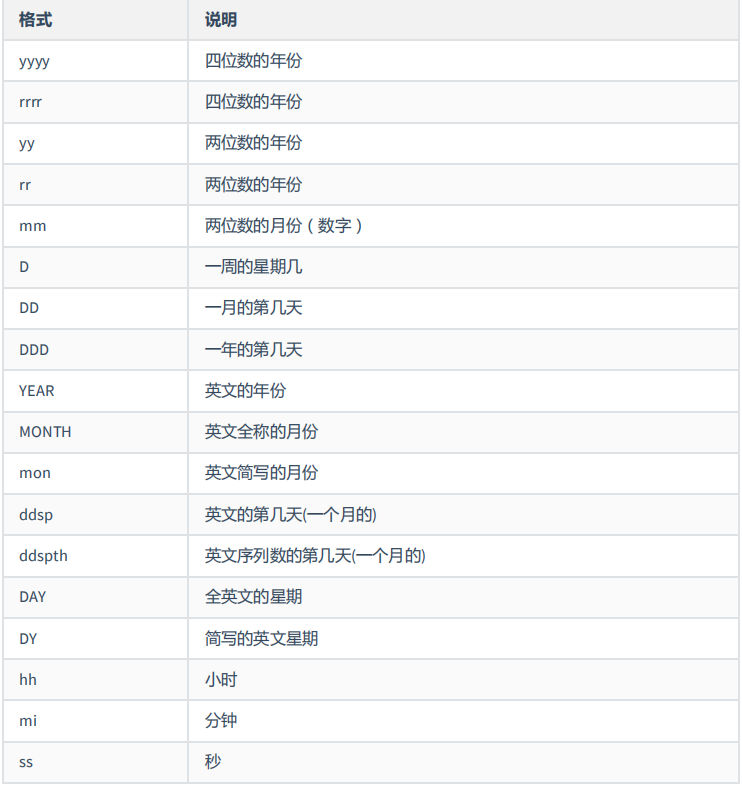 格式 说明
yyyy 四位数的年份
rrrr 四位数的年份
yy 两位数的年份
rr 两位数的年份
mm 两位数的月份（数字）
D 一周的星期几
DD 一月的第几天
DDD 一年的第几天
YEAR 英文的年份
MONTH 英文全称的月份
mon 英文简写的月份
ddsp 英文的第几天(一个月的)
ddspth 英文序列数的第几天(一个月的)
DAY 全英文的星期
DY 简写的英文星期
hh 小时
mi 分钟
ss 秒